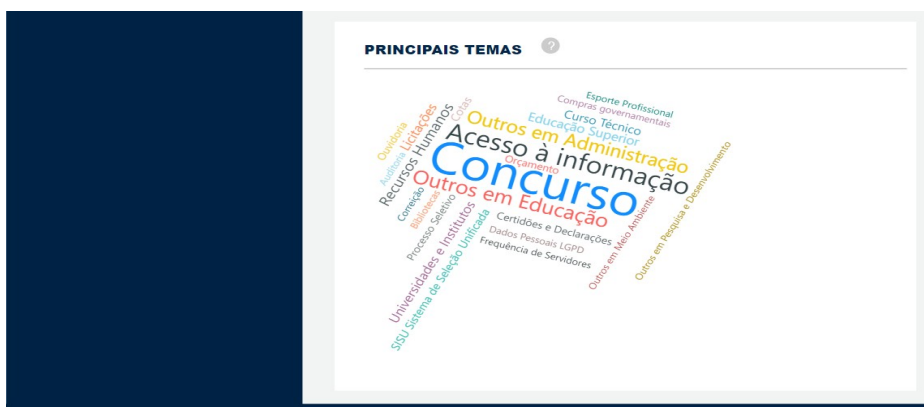 PRINCIPAIS TEMAS ?
Esporte Profissional
Compras governamentais
Curso Técnico
Educação Superior
Outros em Administração
Acesso à informação
Orçamento
Concurso
Outros em Educação
Cotas
Licitações
Ouvidoria
Recursos Humanos
Auditoria
Correição
Bibliotecas
Processo Seletivo
Universidades e Institutos
SISU Sistema de Seleção Unificada
Certidões e Declarações
Dados Pessoais LGPD
Frequência de Servidores
Outros em Meio Ambiente
Outros em Pesquisa e Desenvolvimento